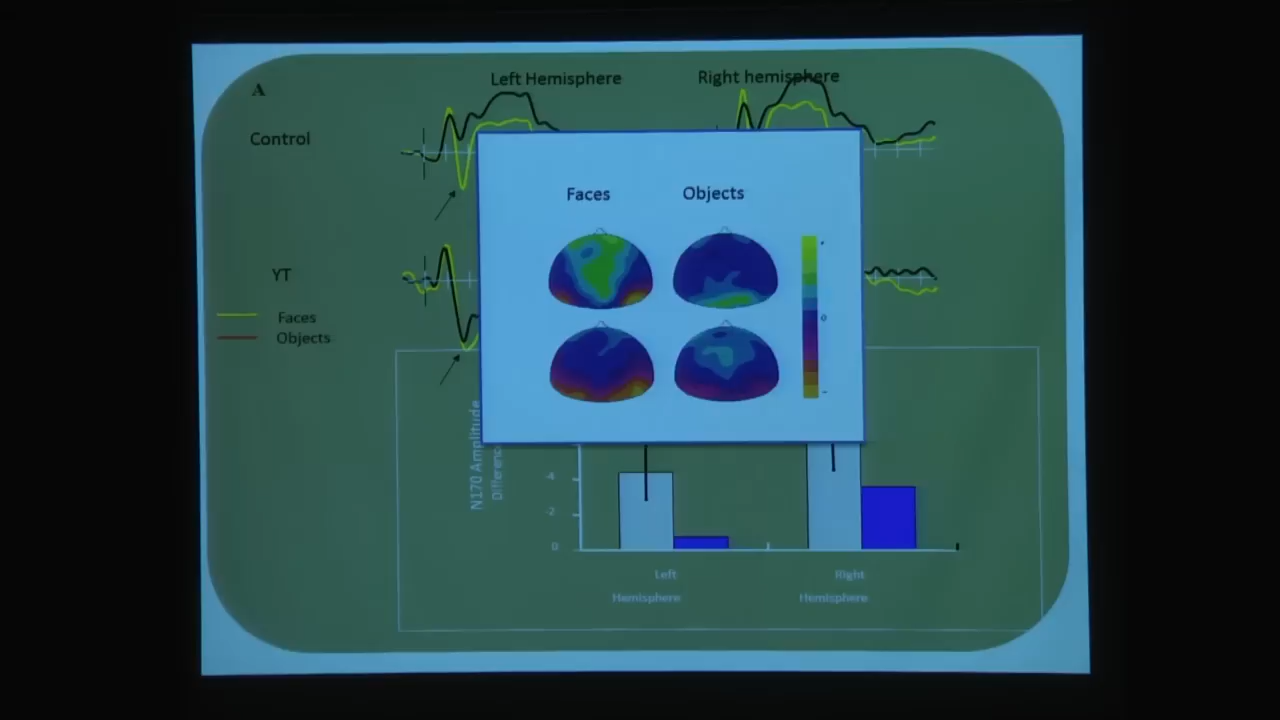 A
Left Hemisphere
Right hemisphere
Control
Faces
Objects
YT
Faces
Objects
+
0
-
N170 Amplitude
Difference
-4
-2
0
Left
Hemisphere
Right
Hemisphere